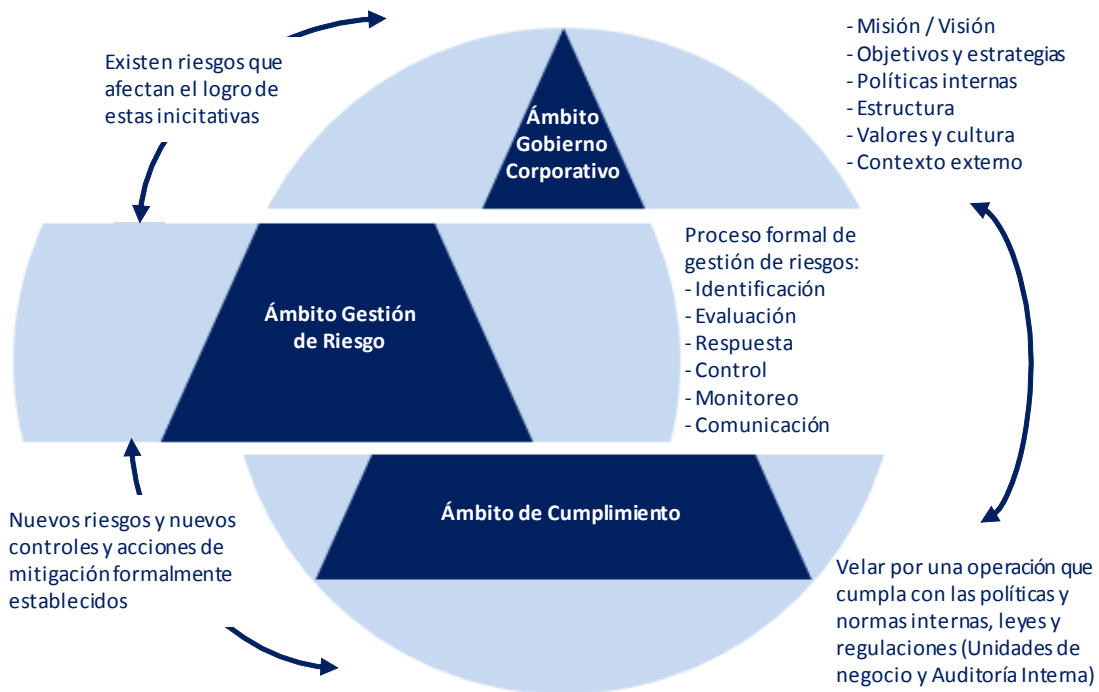 Existen riesgos que
afectan el logro de
estas inicitativas
Ámbito
Gobierno
Corporativo
- Misión / Visión
- Objetivos y estrategias
- Políticas internas
- Estructura
- Valores y cultura
- Contexto externo
Ámbito Gestión
de Riesgo
Proceso formal de
gestión de riesgos:
- Identificación
- Evaluación
- Respuesta
- Control
- Monitoreo
- Comunicación
Ámbito de Cumplimiento
Nuevos riesgos y nuevos
controles y acciones de
mitigación formalmente
establecidos
Velar por una operación que
cumpla con las políticas y
normas internas, leyes y
regulaciones (Unidades de
negocio y Auditoría Interna)